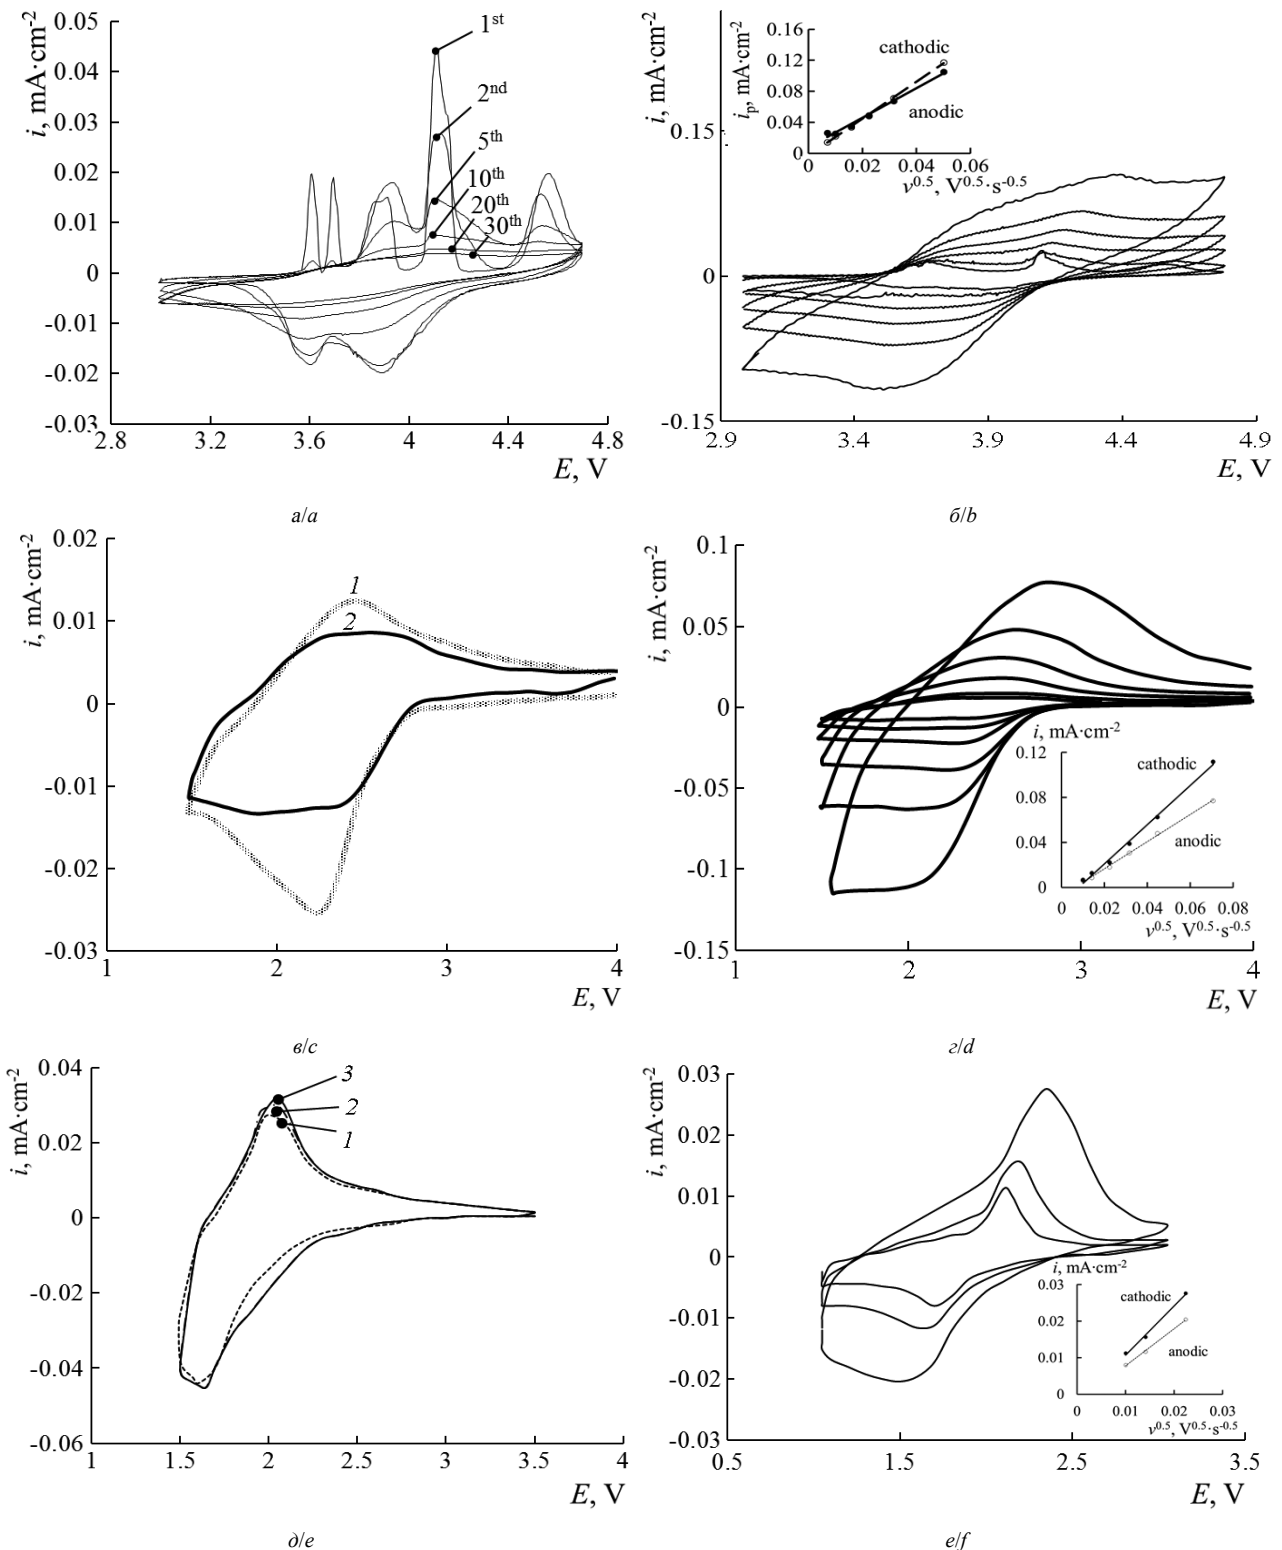 i, mA·cm-2
0.05
0.04
0.03
0.02
0.01
0
-0.01
-0.02
-0.03
2.8 3.2 3.6 4 4.4 4.8
E, V
1st
2nd
5th
10th
20th
30th
а/a
i, mA·cm-2
0.15
0
-0.15
2.9 3.4 3.9 4.4 4.9
E, V
ip, mA·cm-2
0.16
0.12
0.08
0.04
0
0 0.02 0.04 0.06
ν0.5, V0.5·s-0.5
cathodic
anodic
б/b
i, mA·cm-2
0.02
0.01
0
-0.01
-0.02
-0.03
1 2 3 4
E, V
1
2
в/c
i, mA·cm-2
0.1
0.05
0
-0.05
-0.1
-0.15
1 2 3 4
E, V
i, mA·cm-2
0.12
0.08
0.04
0
0 0.02 0.04 0.06 0.08
ν0.5, V0.5·s-0.5
cathodic
anodic
г/d
i, mA·cm-2
0.04
0.02
0
-0.02
-0.04
-0.06
1 1.5 2 2.5 3 3.5 4
E, V
3
2
1
д/e
i, mA·cm-2
0.03
0.02
0.01
0
-0.01
-0.02
-0.03
0.5 1.5 2.5 3.5
E, V
i, mA·cm-2
0.03
0.02
0.01
0
0 0.01 0.02 0.03
ν0.5, V0.5·s-0.5
cathodic
anodic
е/f